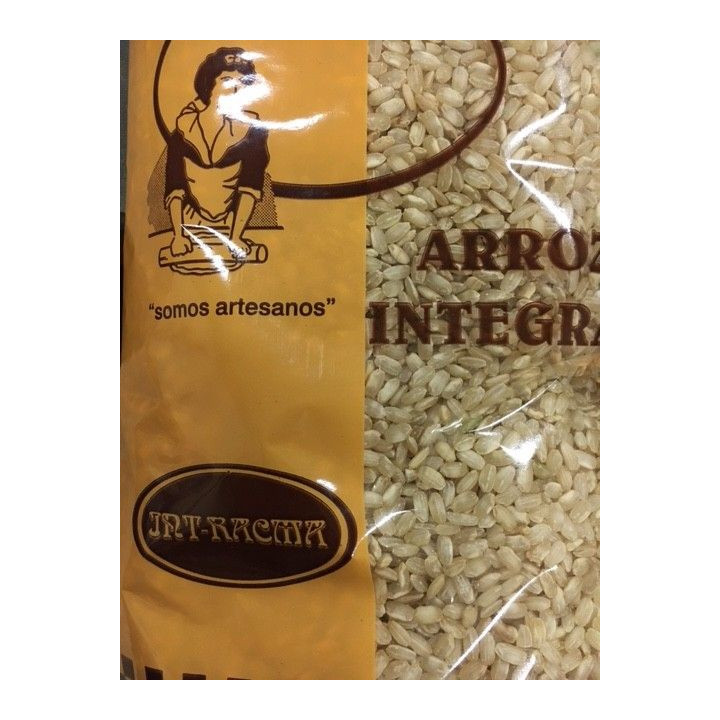 ARROZ
INTEGRA
"somos artesanos"
INT-RACMA